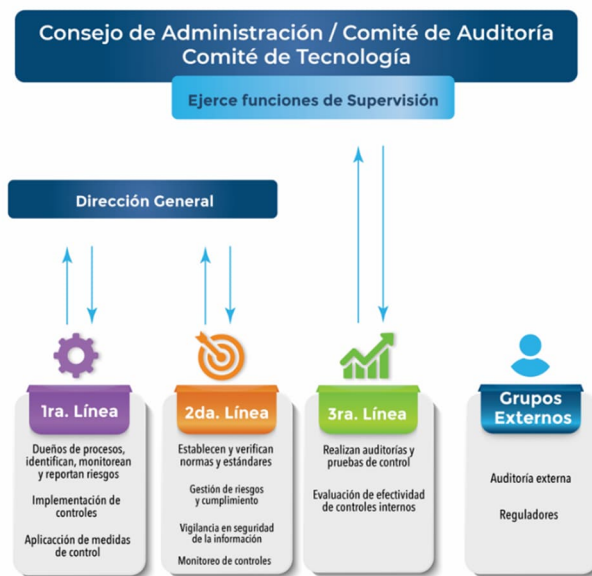 Consejo de Administración / Comité de Auditoría
Comité de Tecnología
Ejerce funciones de Supervisión
Dirección General
1ra. Línea
Dueños de procesos,
identifican, monitorean
y reportan riesgos
Implementación de
controles
Aplicacción de medidas
de control
2da. Línea
Establecen y verifican
normas y estándares
Gestión de riesgos
y cumplimiento
Vigilancia en seguridad
de la información
Monitoreo de controles
3ra. Línea
Realizan auditorías y
pruebas de control
Evaluación de efectividad
de controles internos
Grupos
Externos
Auditoría externa
Reguladores